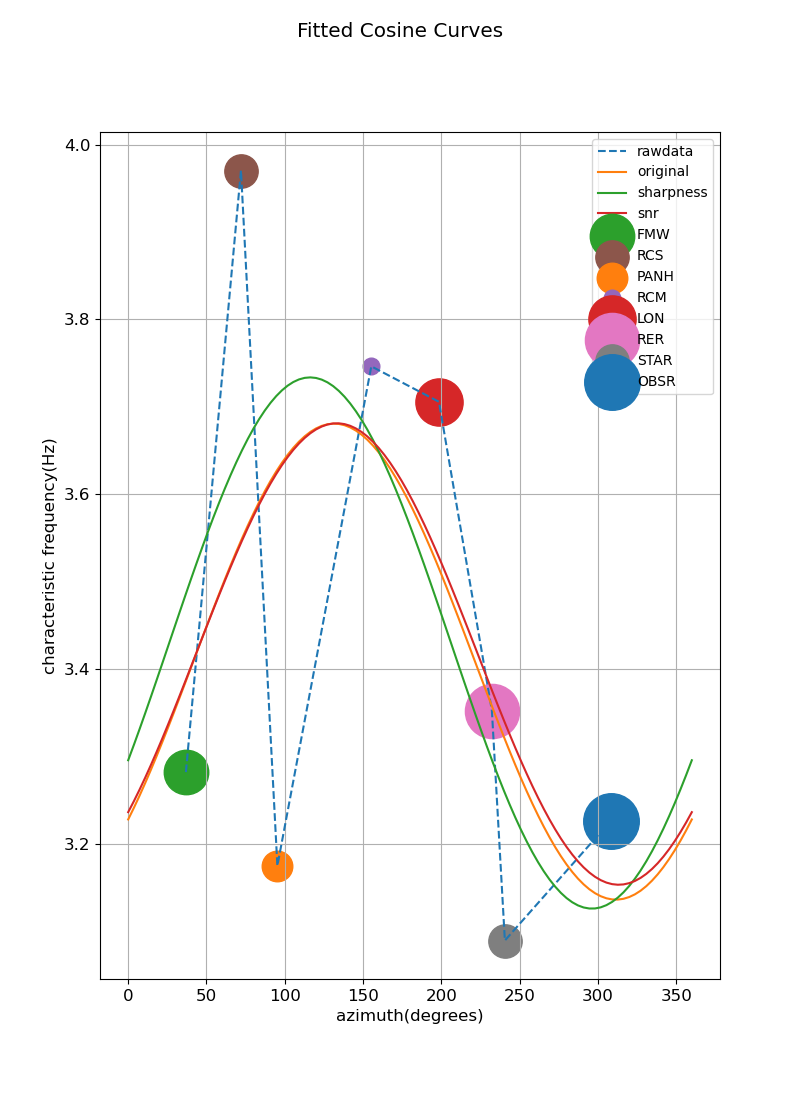 Fitted Cosine Curves
4.0
3.8
3.6
3.4
3.2
characteristic frequency(Hz)
rawdata
original
sharpness
snr
FMW
RCS
PANH
RCM
LON
RER
STAR
OBSR
0 50 100 150 200 250 300 350
azimuth(degrees)